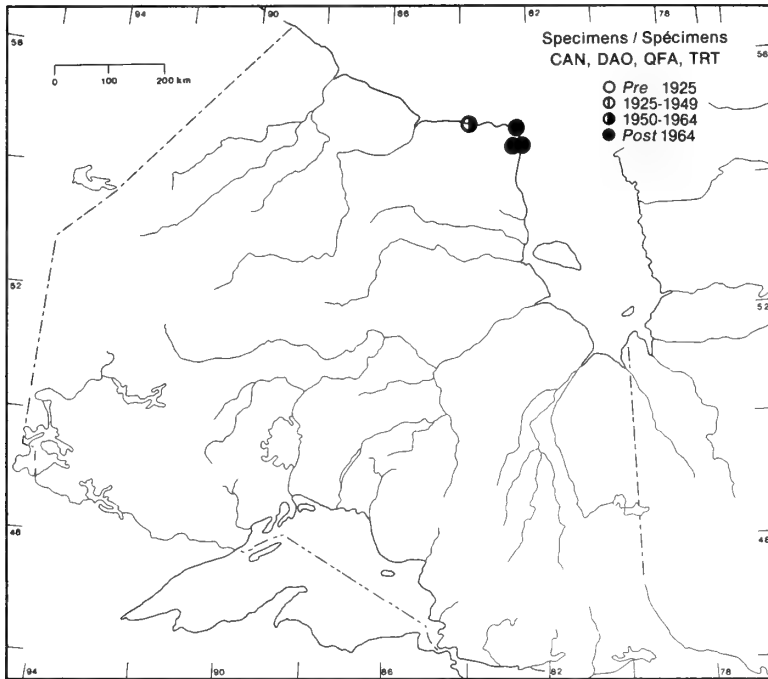 94 90 86 82 78
56
Specimens / Spécimens
56
CAN, DAO, QFA, TRT
0 100 200 km
Pre 1925
1925-1949
1950-1964
Post 1964
52
52
48
48
94 90 86 82 78